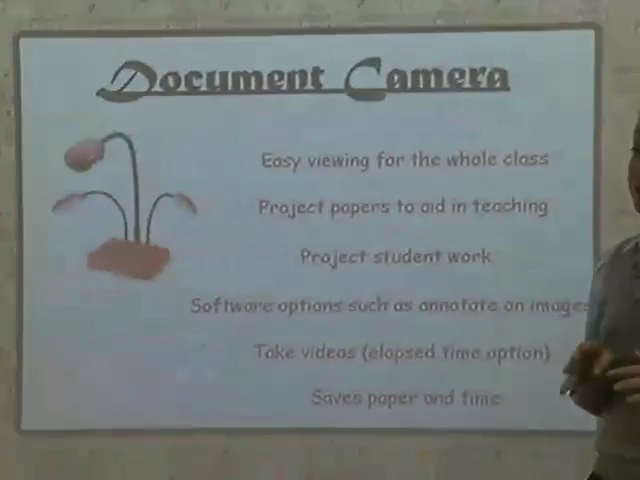 Document Camera
Easy viewing for the whole class
Project papers to aid in teaching
Project student work
Software options such as annotate on images
Take videos (elapsed time option)
Saves paper and time